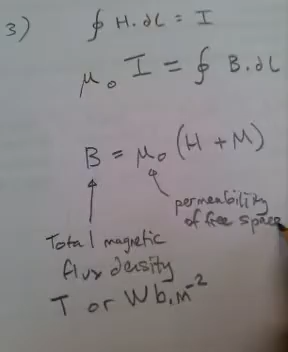 3) ∮ H.dL = I
μ₀ I = ∮ B.dL
B = μ₀ (H + M)
permeability
of free space
Total magnetic
flux density
T or Wb.m⁻²